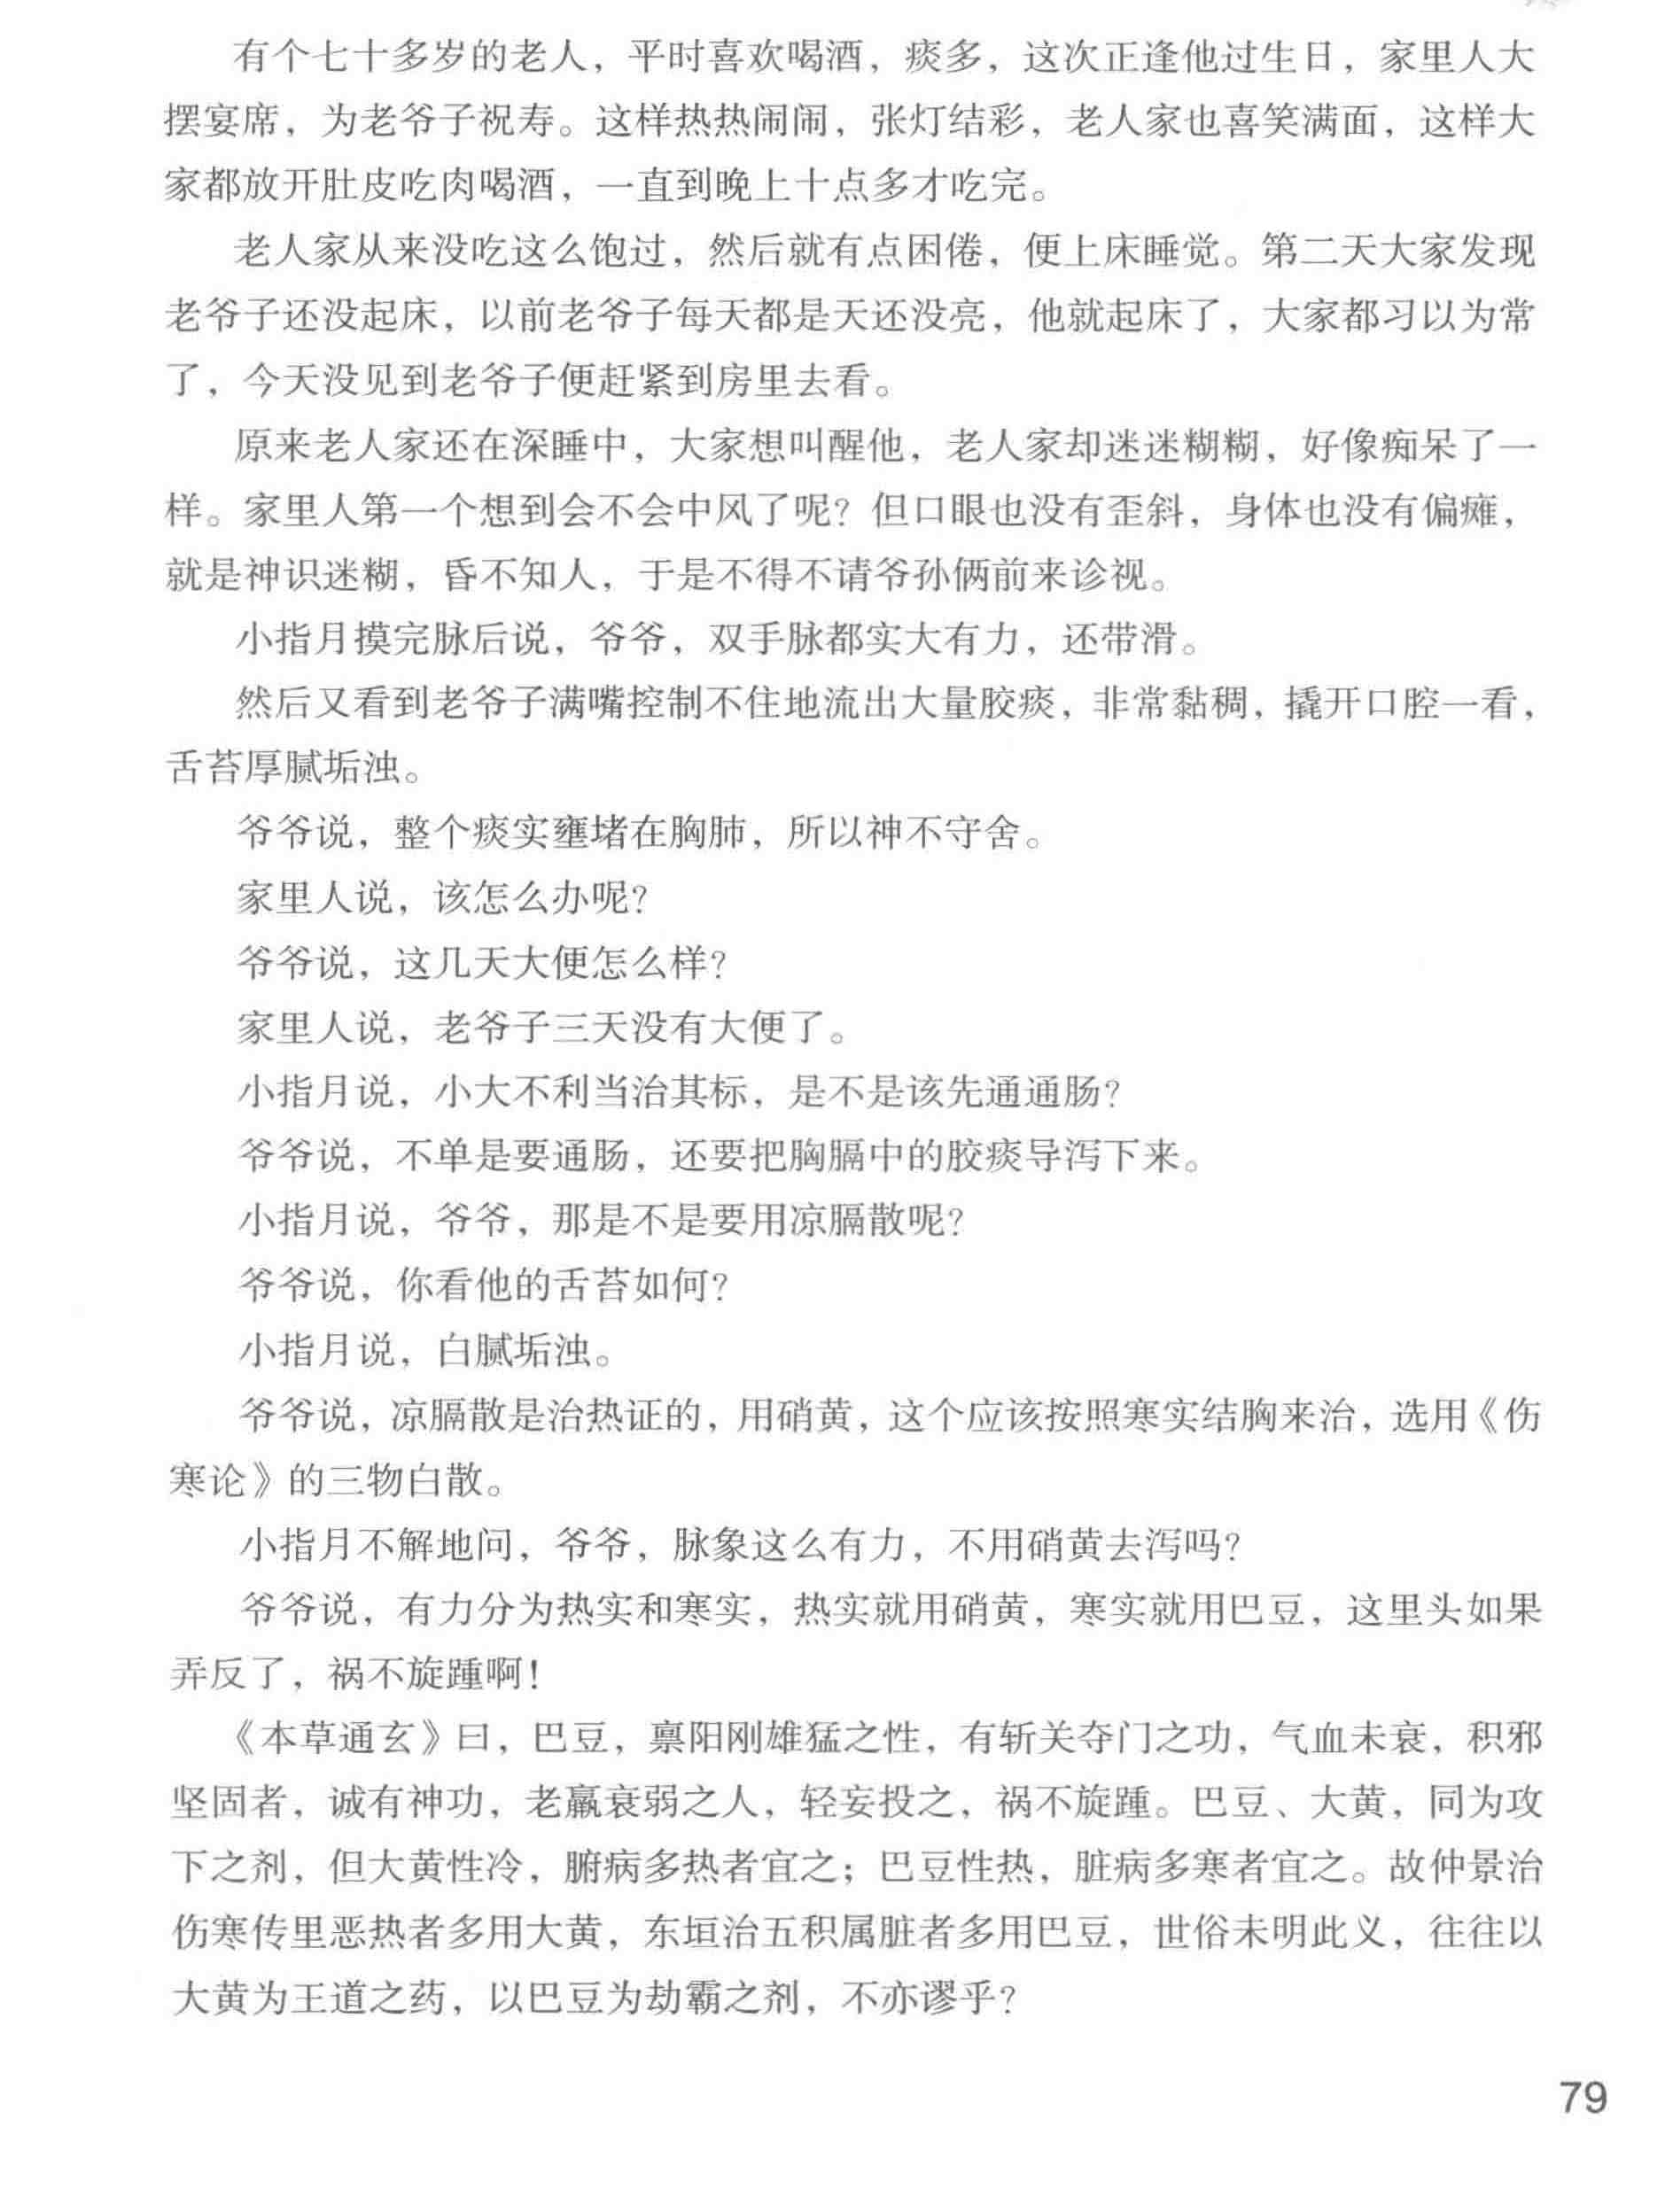 有个七十多岁的老人，平时喜欢喝酒，痰多，这次正逢他过生日，家里人大
摆宴席，为老爷子祝寿。这样热热闹闹，张灯结彩，老人家也喜笑满面，这样大
家都放开肚皮吃肉喝酒，一直到晚上十点多才吃完。
老人家从来没吃这么饱过，然后就有点困倦，便上床睡觉。第二天大家发现
老爷子还没起床，以前老爷子每天都是天还没亮，他就起床了，大家都习以为常
了，今天没见到老爷子便赶紧到房里去看。
原来老人家还在深睡中，大家想叫醒他，老人家却迷迷糊糊，好像痴呆了一
样。家里人第一个想到会不会中风了呢？但口眼也没有歪斜，身体也没有偏瘫，
就是神识迷糊，昏不知人，于是不得不请爷孙俩前来诊视。
小指月摸完脉后说，爷爷，双手脉都实大有力，还带滑。
然后又看到老爷子满嘴控制不住地流出大量胶痰，非常黏稠，撬开口腔一看，
舌苔厚腻垢浊。
爷爷说，整个痰实壅堵在胸肺，所以神不守舍。
家里人说，该怎么办呢？
爷爷说，这几天大便怎么样？
家里人说，老爷子三天没有大便了。
小指月说，小大不利当治其标，是不是该先通通肠？
爷爷说，不单是要通肠，还要把胸膈中的胶痰导泻下来。
小指月说，爷爷，那是不是要用凉膈散呢？
爷爷说，你看他的舌苔如何？
小指月说，白腻垢浊。
爷爷说，凉膈散是治热证的，用硝黄，这个应该按照寒实结胸来治，选用《伤
寒论》的三物白散。
小指月不解地问，爷爷，脉象这么有力，不用硝黄去泻吗？
爷爷说，有力分为热实和寒实，热实就用硝黄，寒实就用巴豆，这里头如果
弄反了，祸不旋踵啊！
《本草通玄》曰，巴豆，禀阳刚雄猛之性，有斩关夺门之功，气血未衰，积邪
坚固者，诚有神功，老羸衰弱之人，轻妄投之，祸不旋踵。巴豆、大黄，同为攻
下之剂，但大黄性冷，腑病多热者宜之；巴豆性热，脏病多寒者宜之。故仲景治
伤寒传里恶热者多用大黄，东垣治五积属脏者多用巴豆，世俗未明此义，往往以
大黄为王道之药，以巴豆为劫霸之剂，不亦谬乎？
79